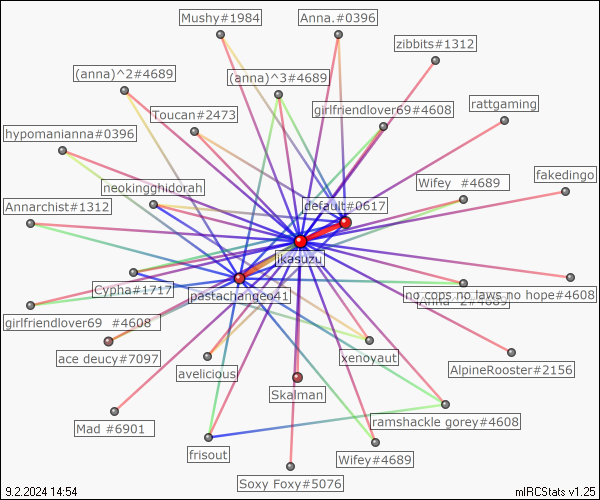 Mushy#1984
Anna.#0396
zibbits#1312
(anna)^2#4689
(anna)^3#4689
Toucan#2473
girlfriendlover69#4608
rattgaming
hypomanianna#0396
neokingghidorah
Wifey  #4689
fakedingo
Annarchist#1312
default#0617
ikasuzu
Cypha#1717
pastachangeo41
no cops no laws no hope#4608
Anna^2#4689
girlfriendlover69  #4608
ace deucy#7097
avelicious
xenoyaut
AlpineRooster#2156
Skalman
Mad #6901
ramshackle gorey#4608
frisout
Wifey#4689
Soxy Foxy#5076
9.2.2024 14:54
mIRCStats v1.25